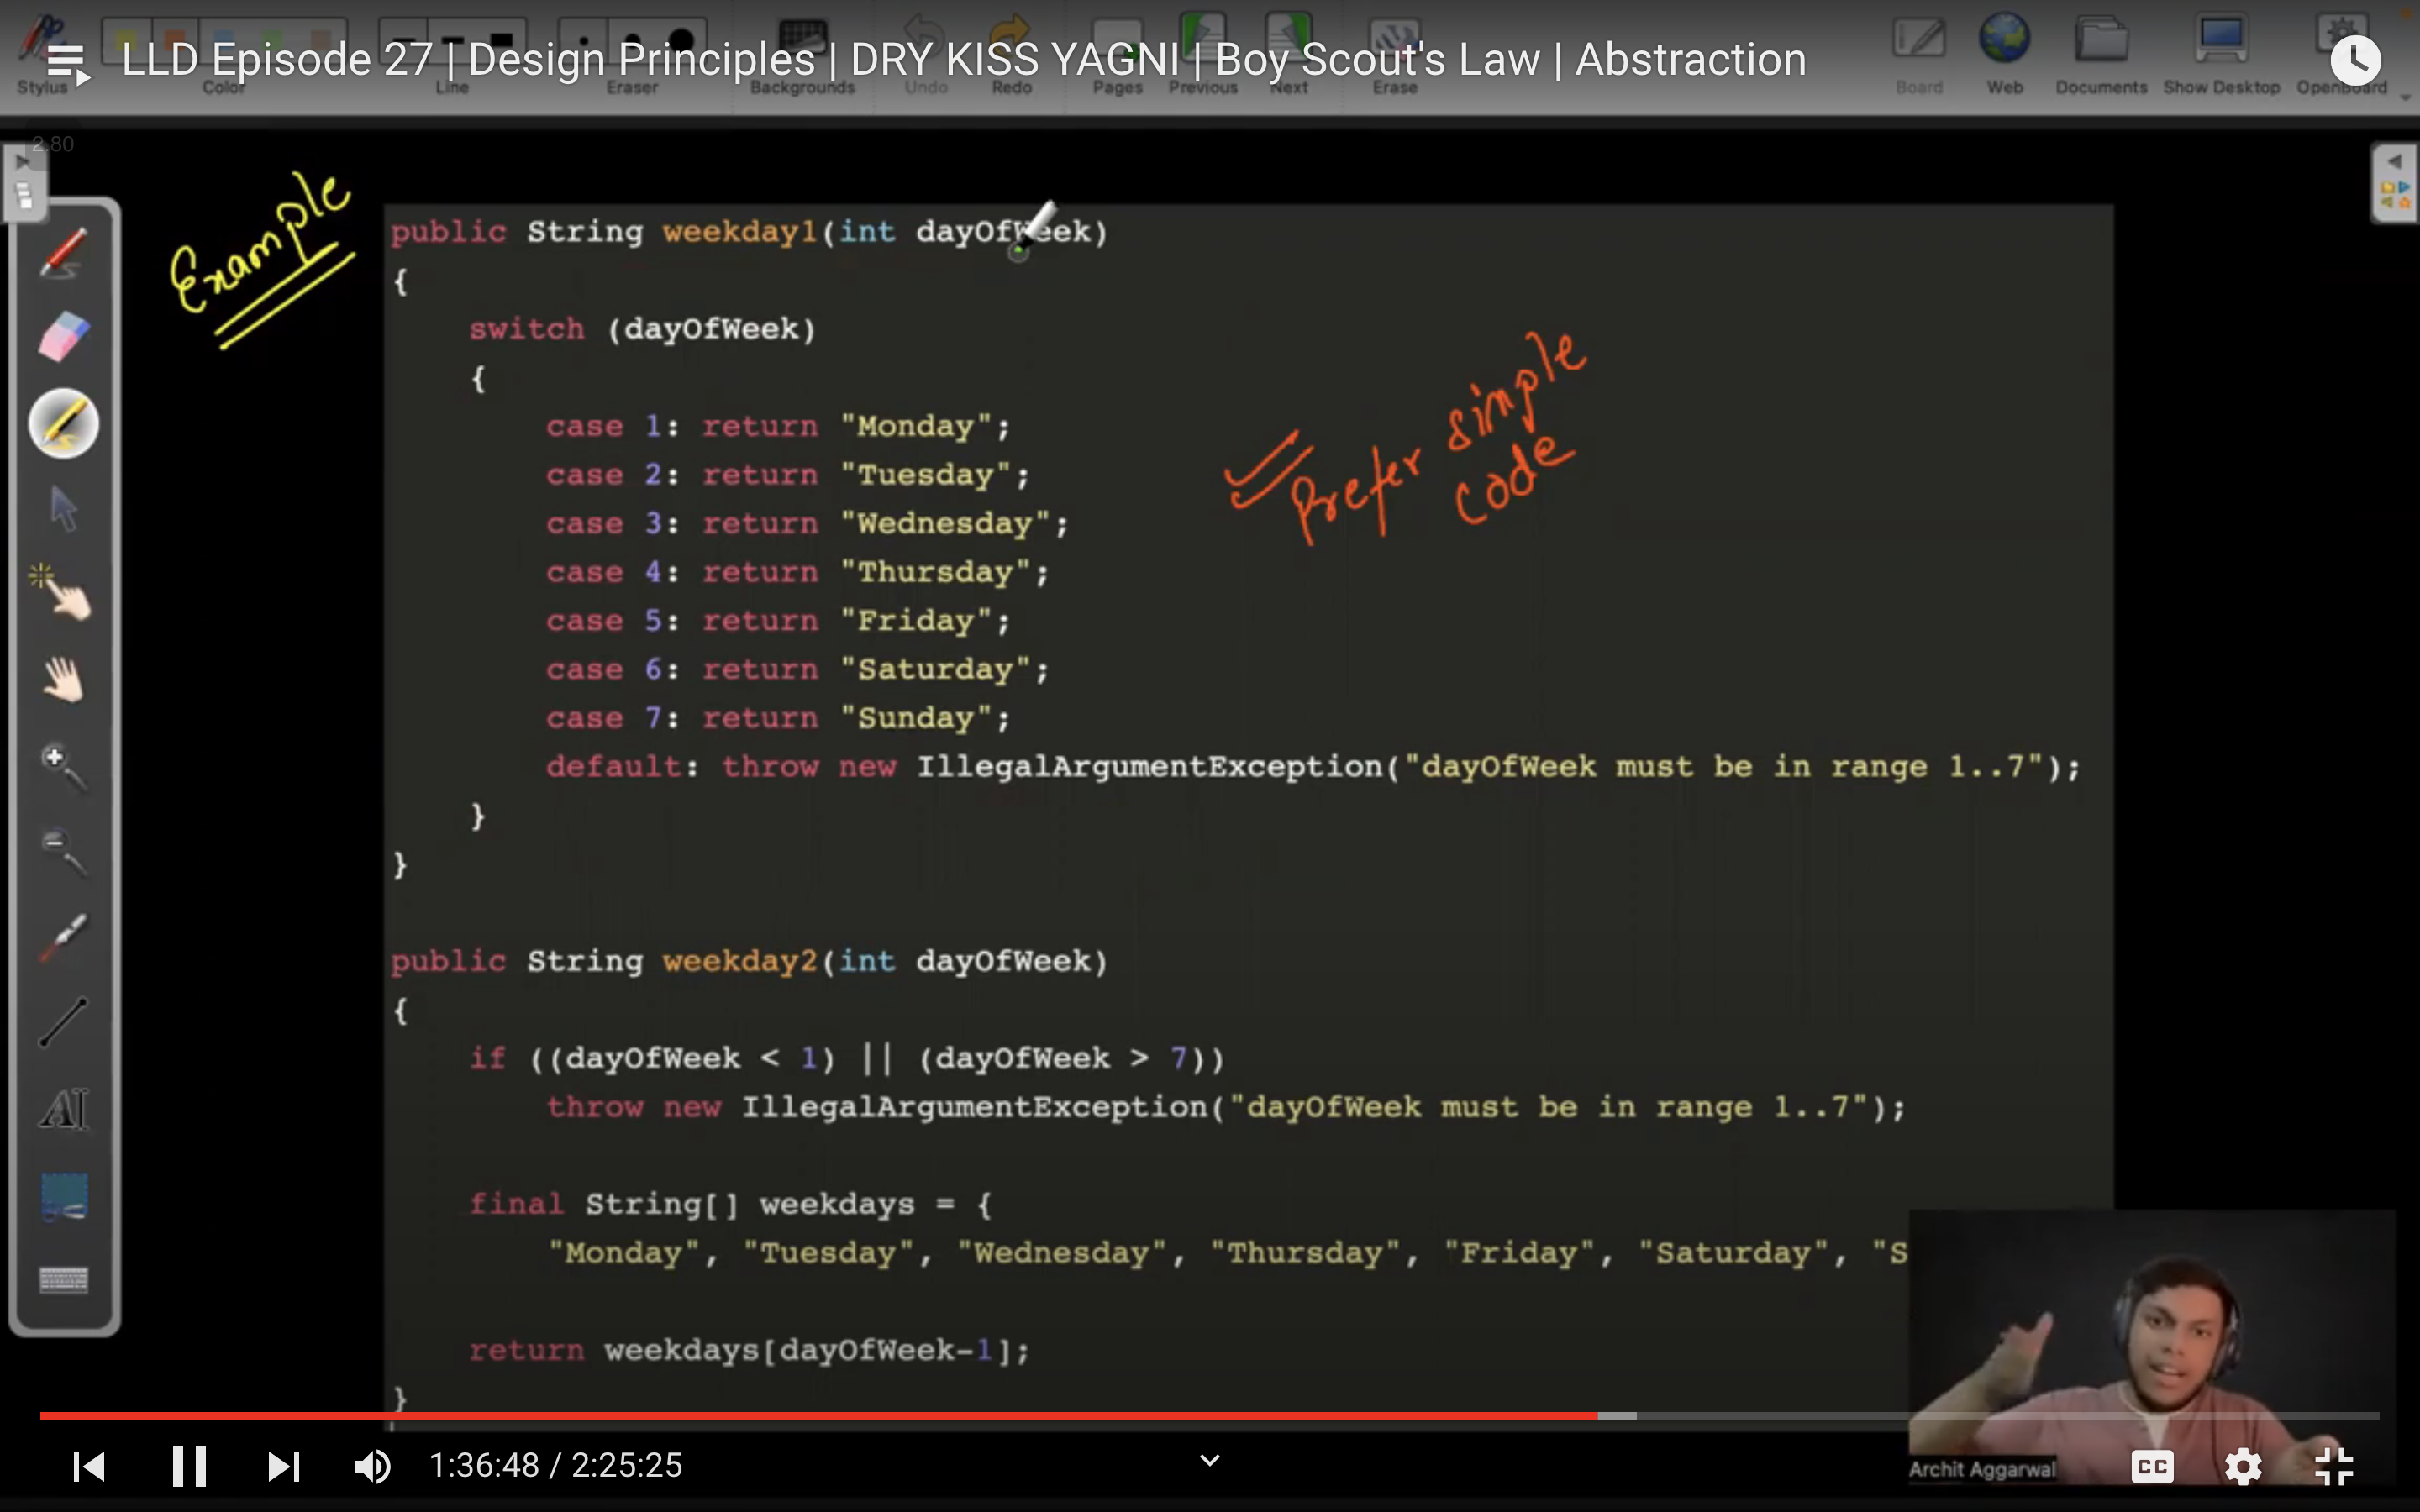 LLD Episode 27 | Design Principles | DRY KISS YAGNI | Boy Scout's Law | Abstraction
Stylus Color Line Eraser Backgrounds Undo Redo Pages Previous Next Erase Board Web Documents Show Desktop OpenBoard
2.80
Example
public String weekday1(int dayOfWeek)
{
switch (dayOfWeek)
{
case 1: return "Monday";
case 2: return "Tuesday";
case 3: return "Wednesday";
case 4: return "Thursday";
case 5: return "Friday";
case 6: return "Saturday";
case 7: return "Sunday";
default: throw new IllegalArgumentException("dayOfWeek must be in range 1..7");
}
}
Prefer simple
code
public String weekday2(int dayOfWeek)
{
if ((dayOfWeek < 1) || (dayOfWeek > 7))
throw new IllegalArgumentException("dayOfWeek must be in range 1..7");
final String[] weekdays = {
"Monday", "Tuesday", "Wednesday", "Thursday", "Friday", "Saturday", "S
return weekdays[dayOfWeek-1];
}
AI
Archit Aggarwal
1:36:48 / 2:25:25
CC